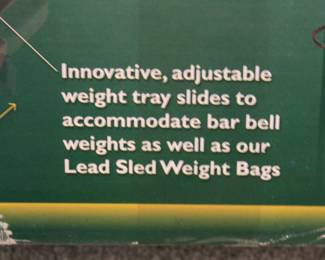 Innovative, adjustable
weight tray slides to
accommodate bar bell
weights as well as our
Lead Sled Weight Bags